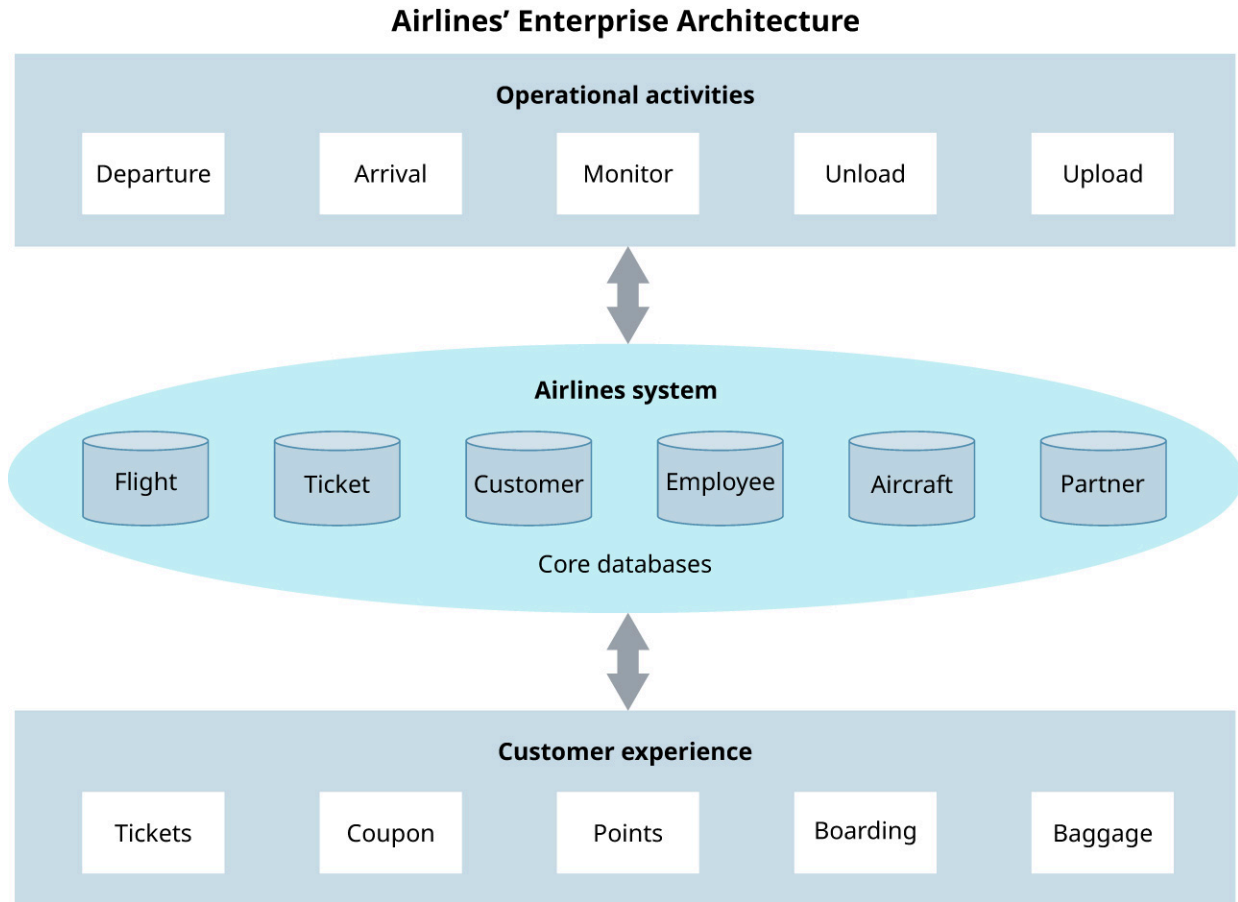 Airlines’ Enterprise Architecture
Operational activities
Departure
Arrival
Monitor
Unload
Upload
Airlines system
Flight
Ticket
Customer
Employee
Aircraft
Partner
Core databases
Customer experience
Tickets
Coupon
Points
Boarding
Baggage